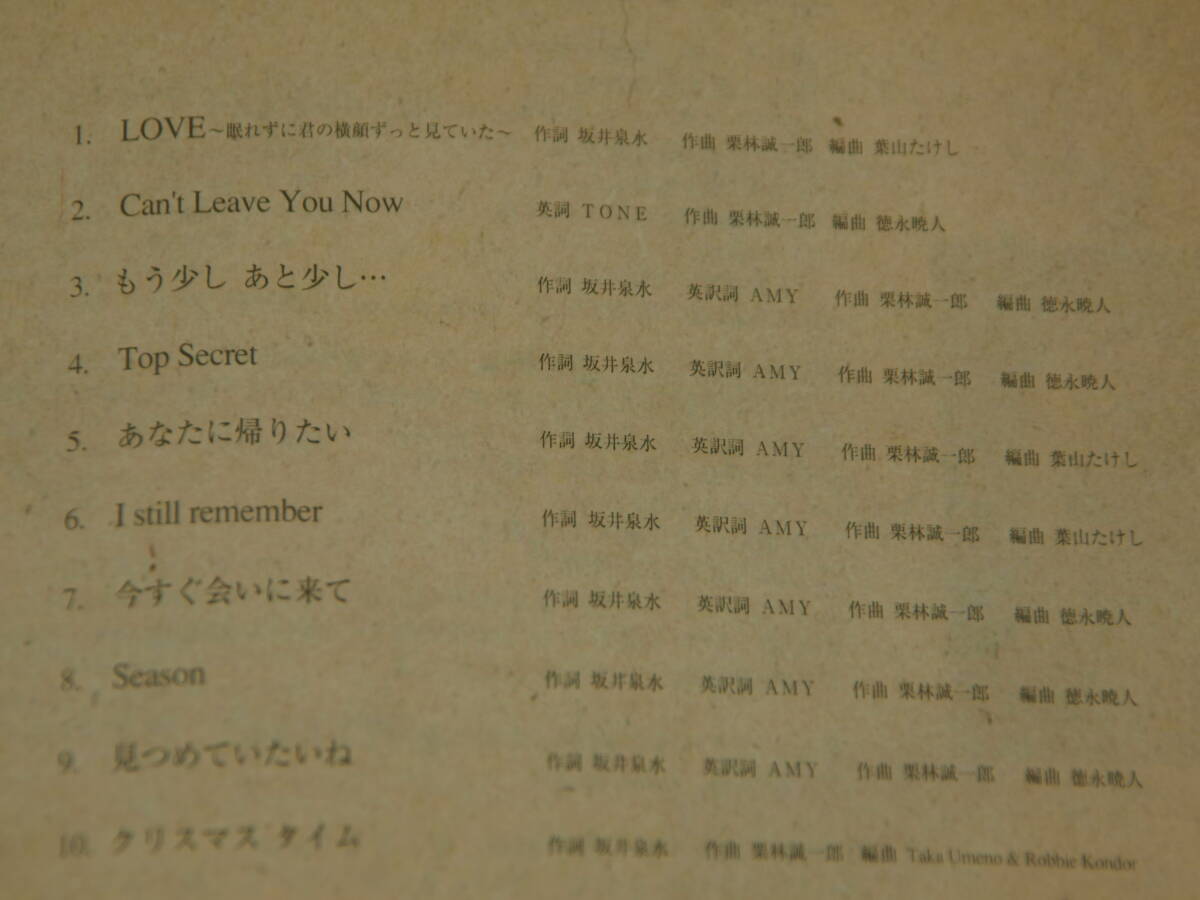 1. LOVE～眠れずに君の横顔ずっと見ていた～ 作詞 坂井泉水 作曲 栗林誠一郎 編曲 葉山たけし
2. Can't Leave You Now 英詞 TONE 作曲 栗林誠一郎 編曲 徳永暁人
3. もう少し あと少し… 作詞 坂井泉水 英訳詞 AMY 作曲 栗林誠一郎 編曲 徳永暁人
4. Top Secret 作詞 坂井泉水 英訳詞 AMY 作曲 栗林誠一郎 編曲 徳永暁人
5. あなたに帰りたい 作詞 坂井泉水 英訳詞 AMY 作曲 栗林誠一郎 編曲 葉山たけし
6. I still remember 作詞 坂井泉水 英訳詞 AMY 作曲 栗林誠一郎 編曲 葉山たけし
7. 今すぐ会いに来て 作詞 坂井泉水 英訳詞 AMY 作曲 栗林誠一郎 編曲 徳永暁人
8. Season 作詞 坂井泉水 英訳詞 AMY 作曲 栗林誠一郎 編曲 徳永暁人
9. 見つめていたいね 作詞 坂井泉水 英訳詞 AMY 作曲 栗林誠一郎 編曲 徳永暁人
10. クリスマス タイム 作詞 坂井泉水 作曲 栗林誠一郎 編曲 Taka Umeno & Robbie Kondor